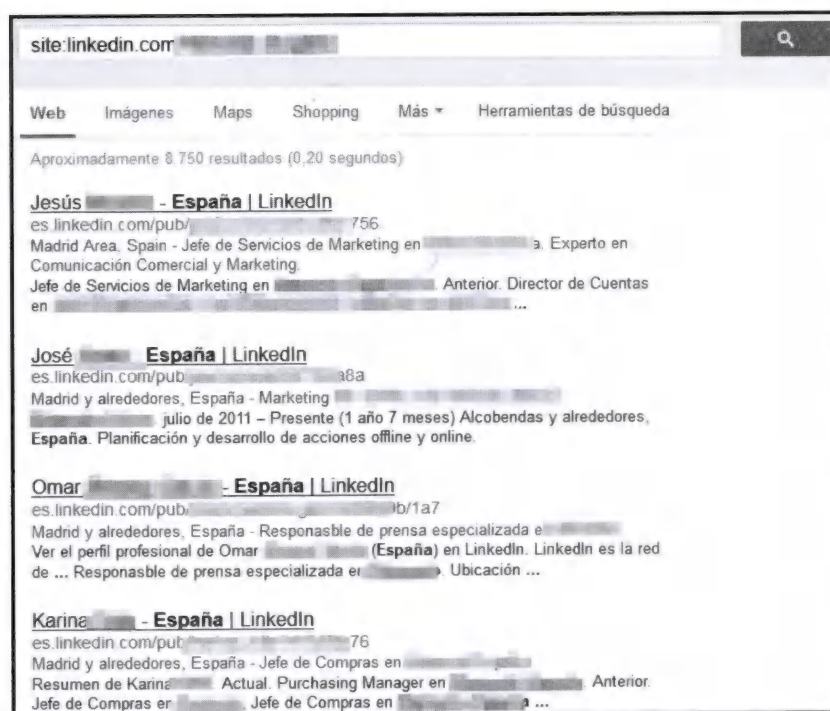 site:linkedin.com
Web Imágenes Maps Shopping Más Herramientas de búsqueda
Aproximadamente 8.750 resultados (0,20 segundos)
Jesús - España | LinkedIn
es.linkedin.com/pub/ 756
Madrid Area, Spain - Jefe de Servicios de Marketing en a. Experto en
Comunicación Comercial y Marketing.
Jefe de Servicios de Marketing en . Anterior. Director de Cuentas
en ...
José España | LinkedIn
es.linkedin.com/pub a8a
Madrid y alrededores, España - Marketing
julio de 2011 – Presente (1 año 7 meses) Alcobendas y alrededores,
España. Planificación y desarrollo de acciones offline y online.
Omar - España | LinkedIn
es.linkedin.com/pub/ b/1a7
Madrid y alrededores, España - Responasble de prensa especializada e
Ver el perfil profesional de Omar (España) en LinkedIn. LinkedIn es la red
de ... Responasble de prensa especializada en . Ubicación ...
Karina - España | LinkedIn
es.linkedin.com/pub 76
Madrid y alrededores, España - Jefe de Compras en
Resumen de Karina . Actual. Purchasing Manager en . Anterior.
Jefe de Compras en , Jefe de Compras en a ...